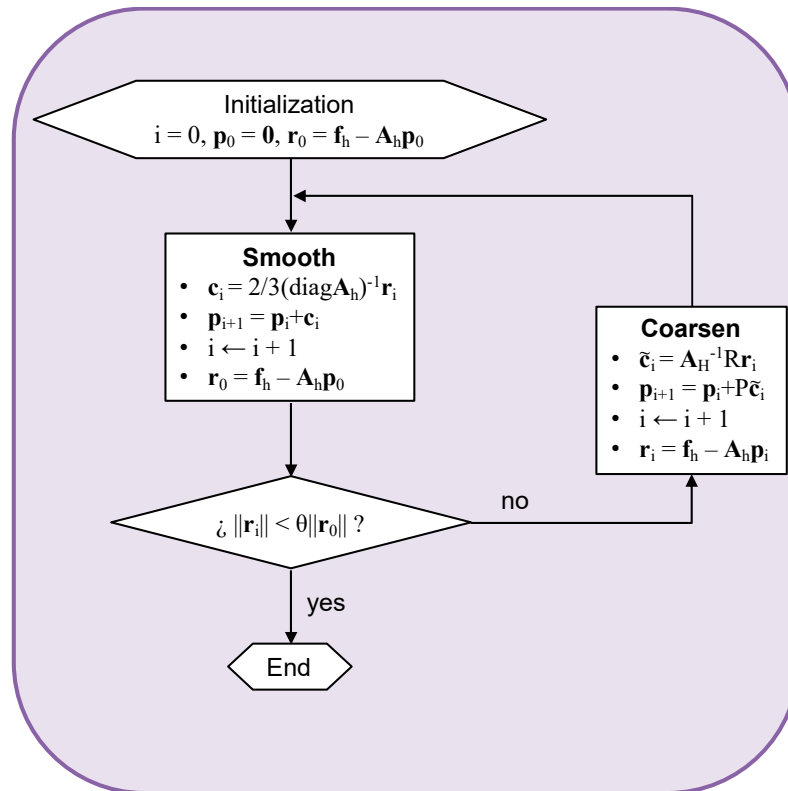 Initialization
i = 0, p₀ = 0, r₀ = fₕ – Aₕp₀
Smooth
• cᵢ = 2/3(diagAₕ)⁻¹rᵢ
• pᵢ₊₁ = pᵢ+cᵢ
• i ← i + 1
• r₀ = fₕ – Aₕp₀
Coarsen
• c̃ᵢ = A_H⁻¹Rrᵢ
• pᵢ₊₁ = pᵢ+Pc̃ᵢ
• i ← i + 1
• rᵢ = fₕ – Aₕpᵢ
¿ ||rᵢ|| < θ||r₀|| ?
no
yes
End